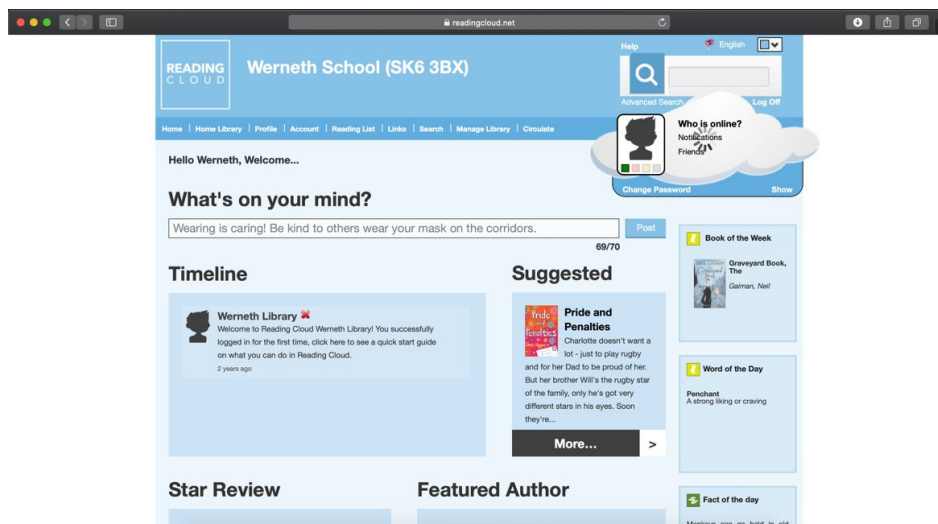 readingcloud.net
READING
CLOUD
Werneth School (SK6 3BX)
Help
English
Advanced Search
Log Off
Home | Home Library | Profile | Account | Reading List | Links | Search | Manage Library | Circulate
Who is online?
Notifications
Friends
Change Password
Show
Hello Werneth, Welcome...
What's on your mind?
Wearing is caring! Be kind to others wear your mask on the corridors.
Post
69/70
Timeline
Werneth Library
Welcome to Reading Cloud Werneth Library! You successfully
logged in for the first time, click here to see a quick start guide
on what you can do in Reading Cloud.
2 years ago
Suggested
Pride and
Penalties
Pride and
Penalties
Charlotte doesn't want a
lot - just to play rugby
and for her Dad to be proud of her.
But her brother Will's the rugby star
of the family, only he's got very
different stars in his eyes. Soon
they're...
More... >
Book of the Week
Graveyard Book,
The
Gaiman, Neil
Word of the Day
Penchant
A strong liking or craving
Star Review
Featured Author
Fact of the day